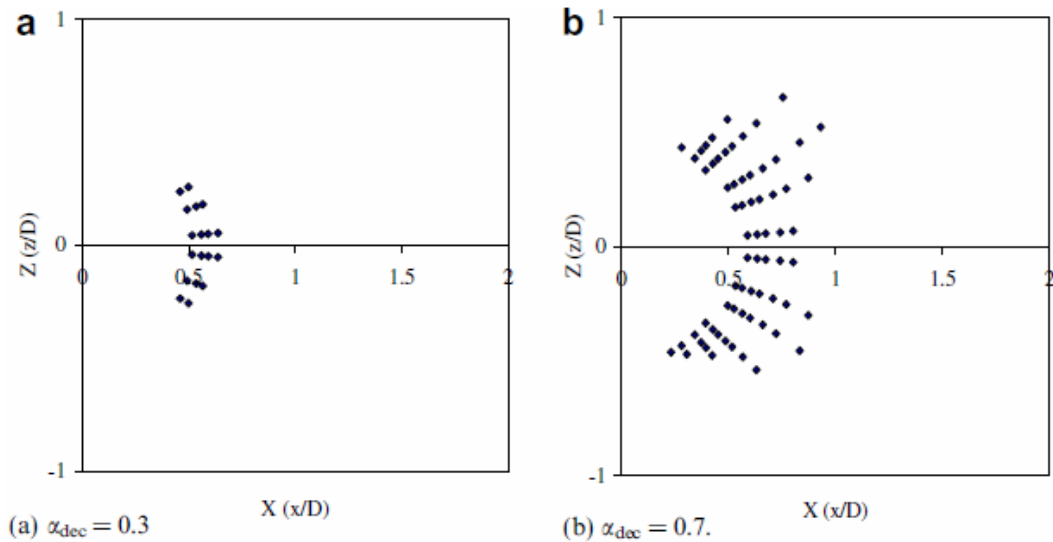 a
1
Z (z/D)
0
0
0.5
1
1.5
2
-1
X (x/D)
(a) αdec = 0.3
b
1
Z (z/D)
0
0
0.5
1
1.5
2
-1
X (x/D)
(b) αdec = 0.7.